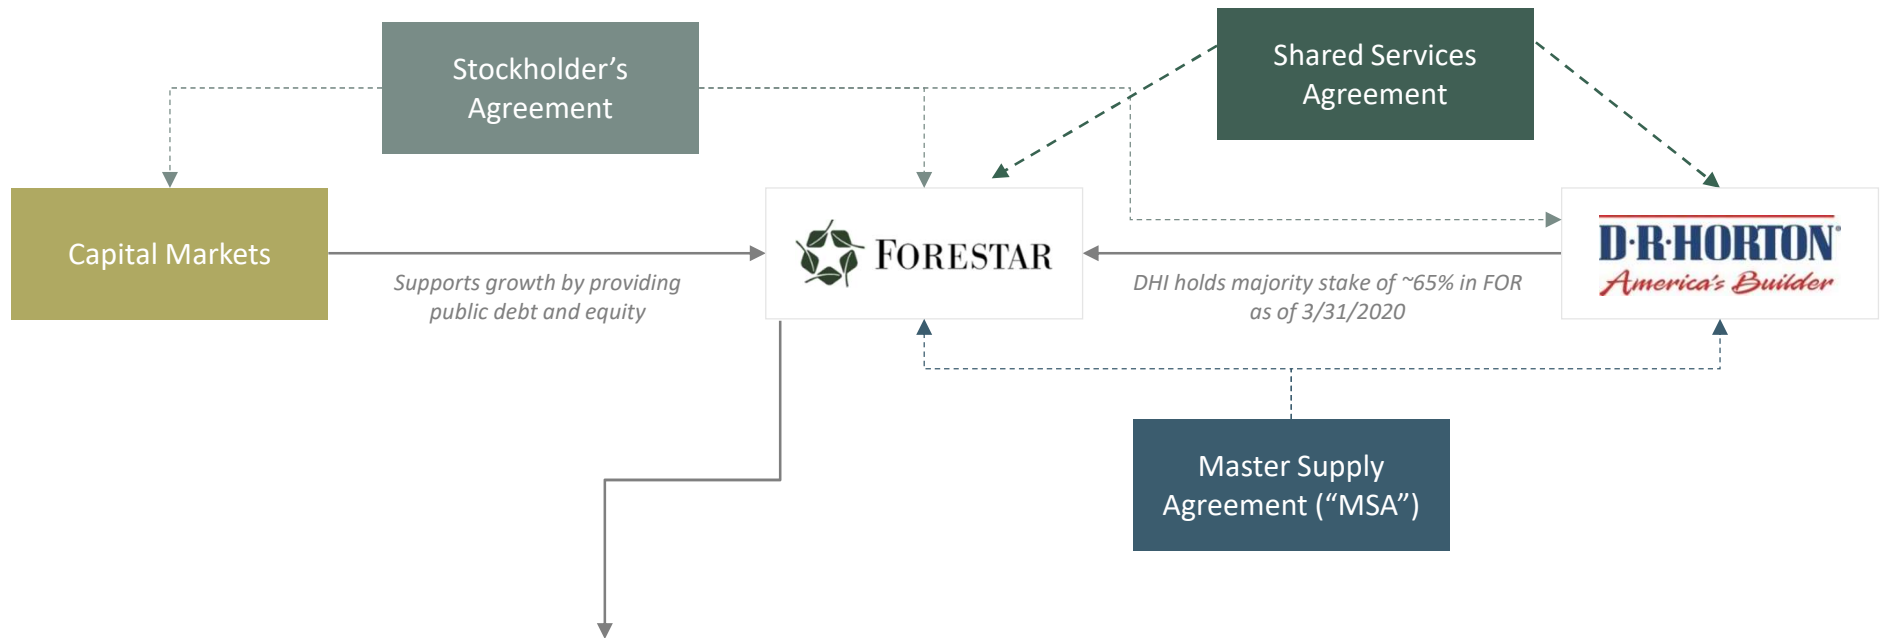 Stockholder’s
Agreement
Shared Services
Agreement
Capital Markets
Supports growth by providing
public debt and equity
FORESTAR
DHI holds majority stake of ~65% in FOR
as of 3/31/2020
D·R·HORTON®
America's Builder
Master Supply
Agreement (“MSA”)